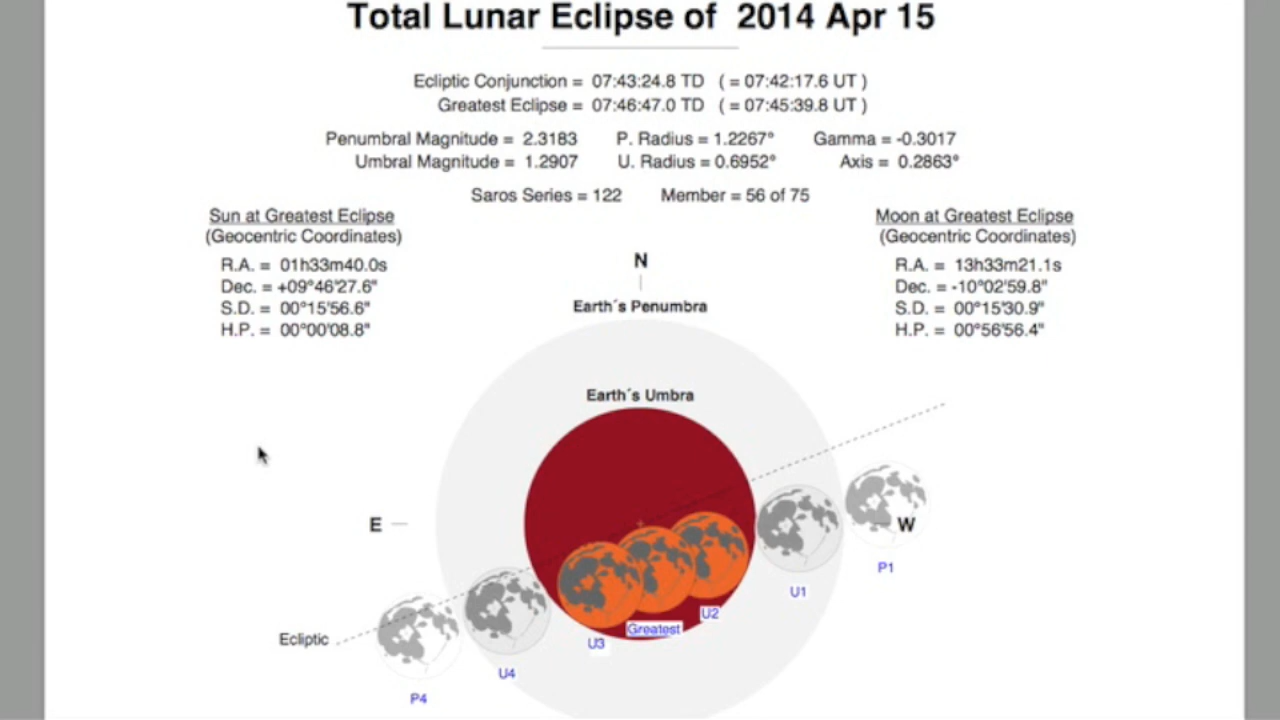 Total Lunar Eclipse of 2014 Apr 15
Ecliptic Conjunction = 07:43:24.8 TD ( = 07:42:17.6 UT )
Greatest Eclipse = 07:46:47.0 TD ( = 07:45:39.8 UT )
Penumbral Magnitude = 2.3183 P. Radius = 1.2267° Gamma = -0.3017
Umbral Magnitude = 1.2907 U. Radius = 0.6952° Axis = 0.2863°
Saros Series = 122 Member = 56 of 75
Sun at Greatest Eclipse
(Geocentric Coordinates)
R.A. = 01h33m40.0s
Dec. = +09°46'27.6"
S.D. = 00°15'56.6"
H.P. = 00°00'08.8"
Moon at Greatest Eclipse
(Geocentric Coordinates)
R.A. = 13h33m21.1s
Dec. = -10°02'59.8"
S.D. = 00°15'30.9"
H.P. = 00°56'56.4"
N
Earth´s Penumbra
Earth´s Umbra
E
W
P1
U1
U2
Greatest
U3
Ecliptic
U4
P4